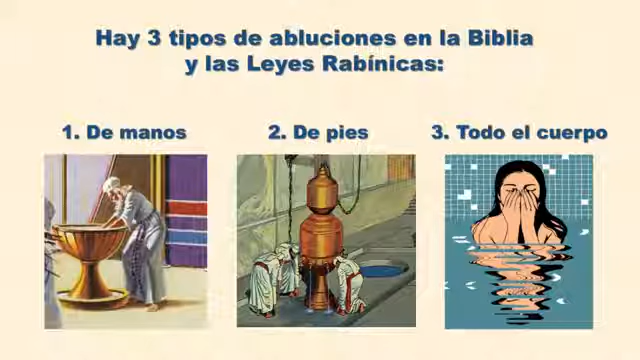 Hay 3 tipos de abluciones en la Biblia
y las Leyes Rabínicas:
1. De manos
2. De pies
3. Todo el cuerpo